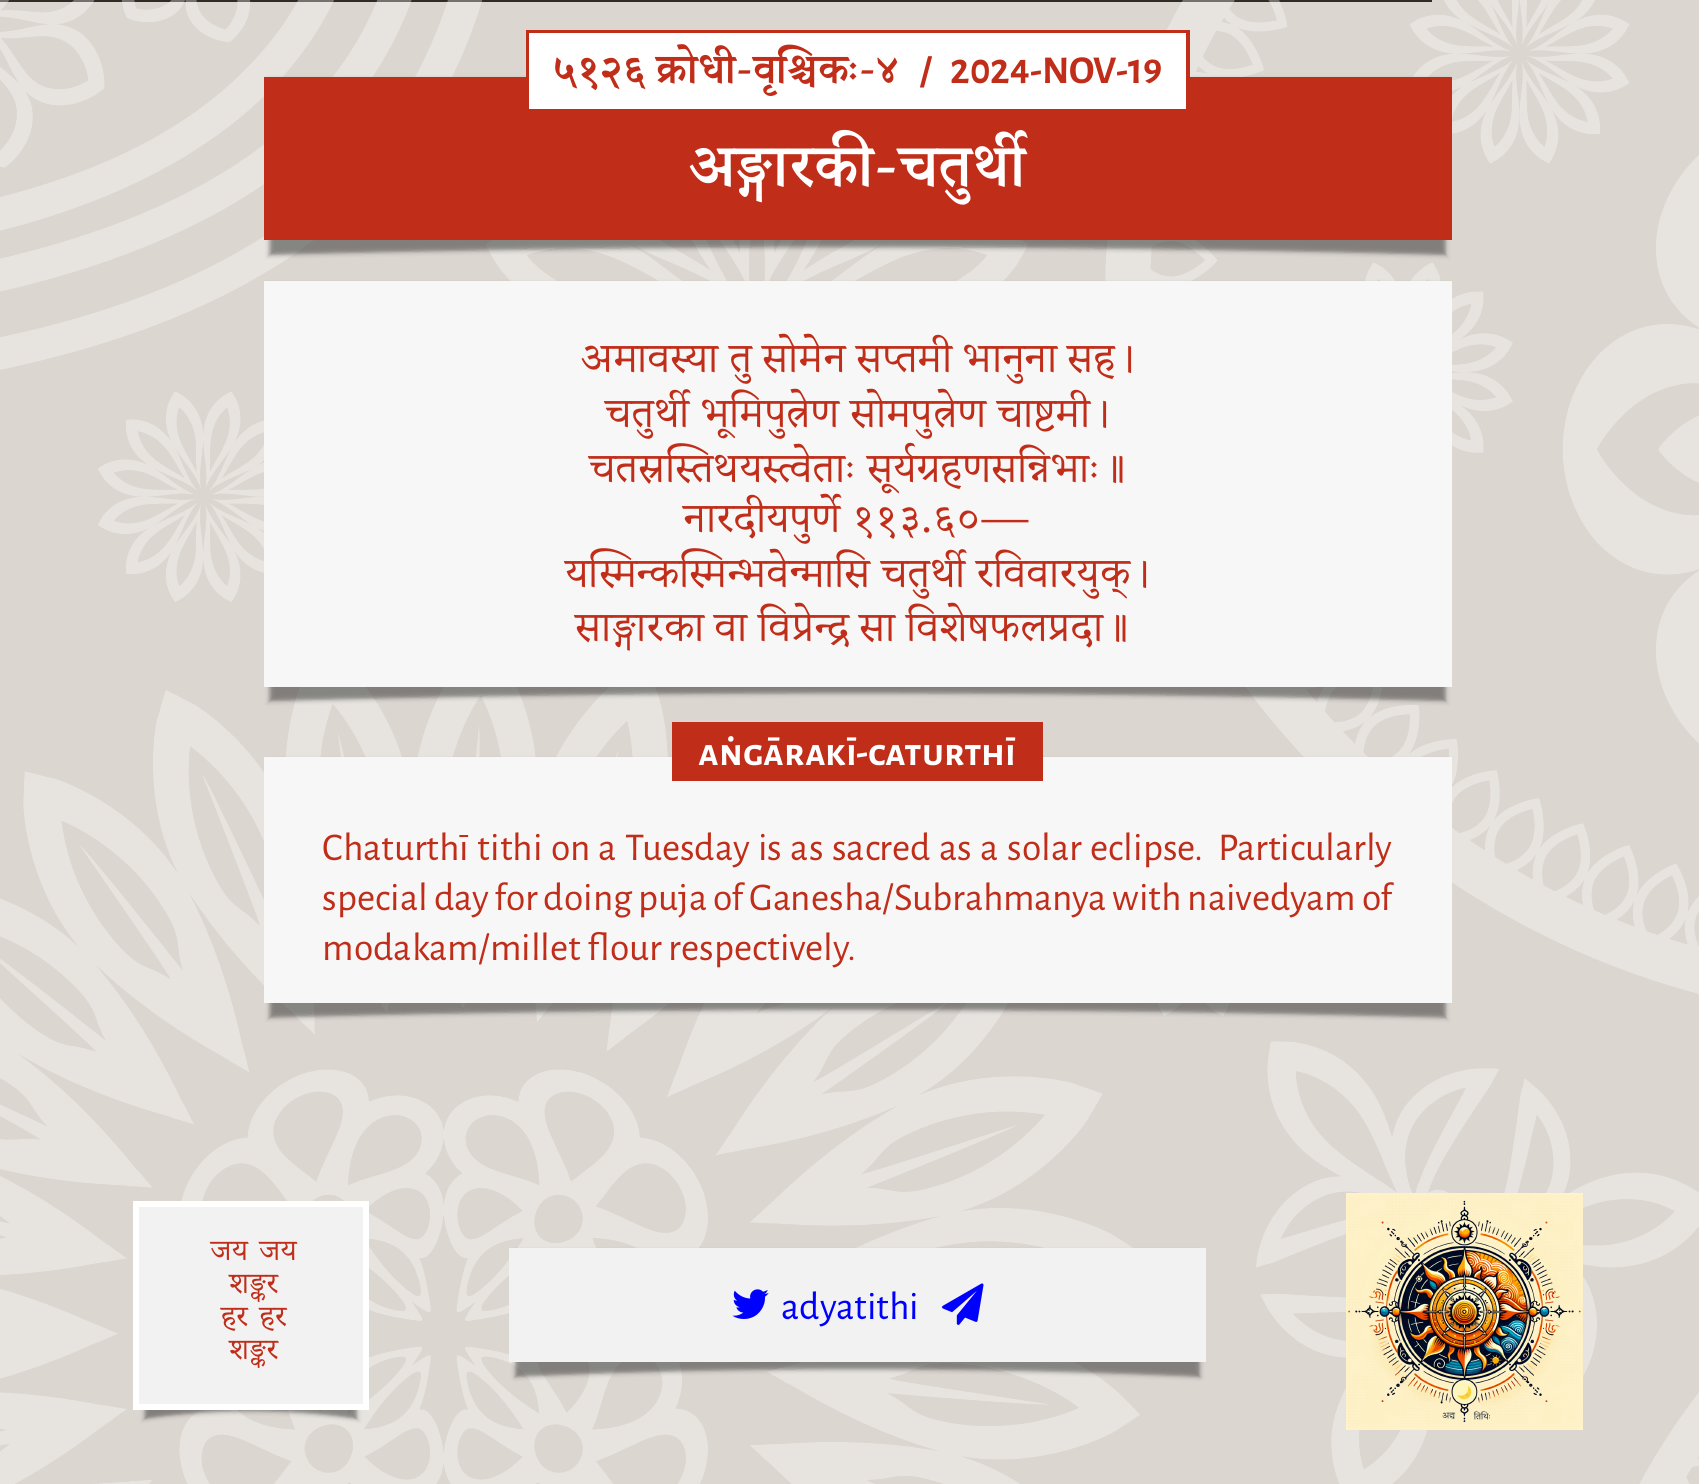 ५१२६ क्रोधी-वृश्चिकः-४ / 2024-NOV-19
अङ्गारकी-चतुर्थी
अमावस्या तु सोमेन सप्तमी भानुना सह।
चतुर्थी भूमिपुत्रेण सोमपुत्रेण चाष्टमी।
चतस्रस्तिथयस्त्वेताः सूर्यग्रहणसन्निभाः॥
नारदीयपुर्णे ११३.६०—
यस्मिन्कस्मिन्भवेन्मासि चतुर्थी रविवारयुक्।
साङ्गारका वा विप्रेन्द्र सा विशेषफलप्रदा॥
AṄGĀRAKĪ-CATURTHĪ
Chaturthī tithi on a Tuesday is as sacred as a solar eclipse. Particularly
special day for doing puja of Ganesha/Subrahmanya with naivedyam of
modakam/millet flour respectively.
जय जय
शङ्कर
हर हर
शङ्कर
adyatithi
अद्य तिथिः